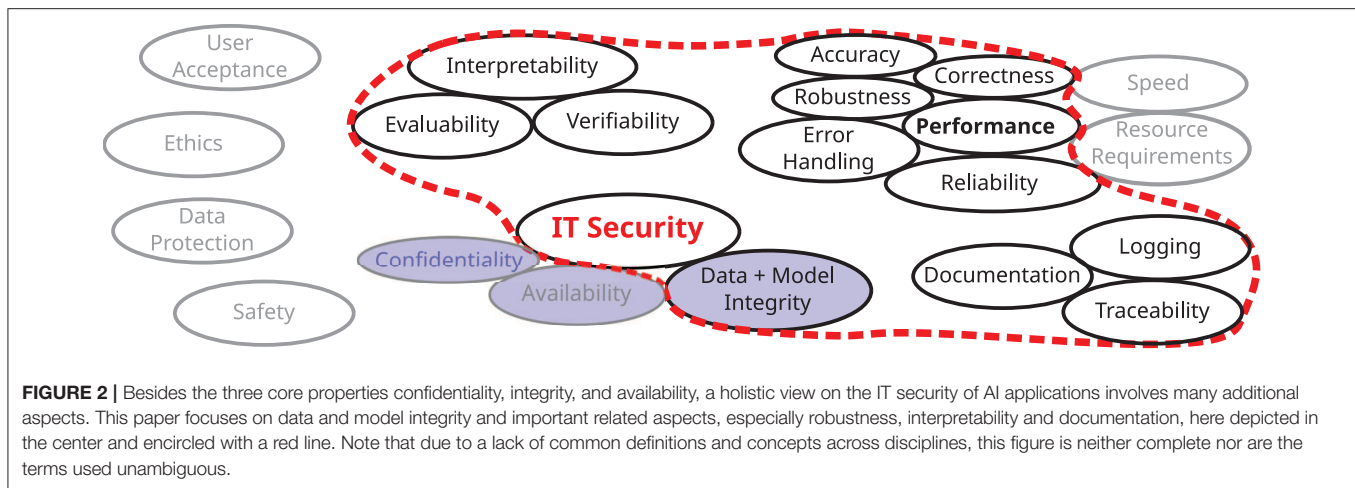 User
Acceptance
Ethics
Data
Protection
Safety
Interpretability
Evaluability
Verifiability
Accuracy
Correctness
Robustness
Performance
Error
Handling
Reliability
Speed
Resource
Requirements
IT Security
Confidentiality
Availability
Data + Model
Integrity
Logging
Documentation
Traceability
FIGURE 2 | Besides the three core properties confidentiality, integrity, and availability, a holistic view on the IT security of AI applications involves many additional
aspects. This paper focuses on data and model integrity and important related aspects, especially robustness, interpretability and documentation, here depicted in
the center and encircled with a red line. Note that due to a lack of common definitions and concepts across disciplines, this figure is neither complete nor are the
terms used unambiguous.